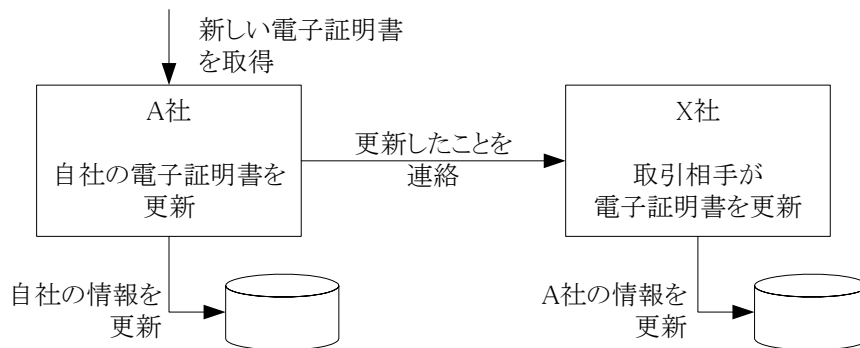 新しい電子証明書
を取得
A社
自社の電子証明書を
更新
更新したことを
連絡
X社
取引相手が
電子証明書を更新
自社の情報を
更新
A社の情報を
更新